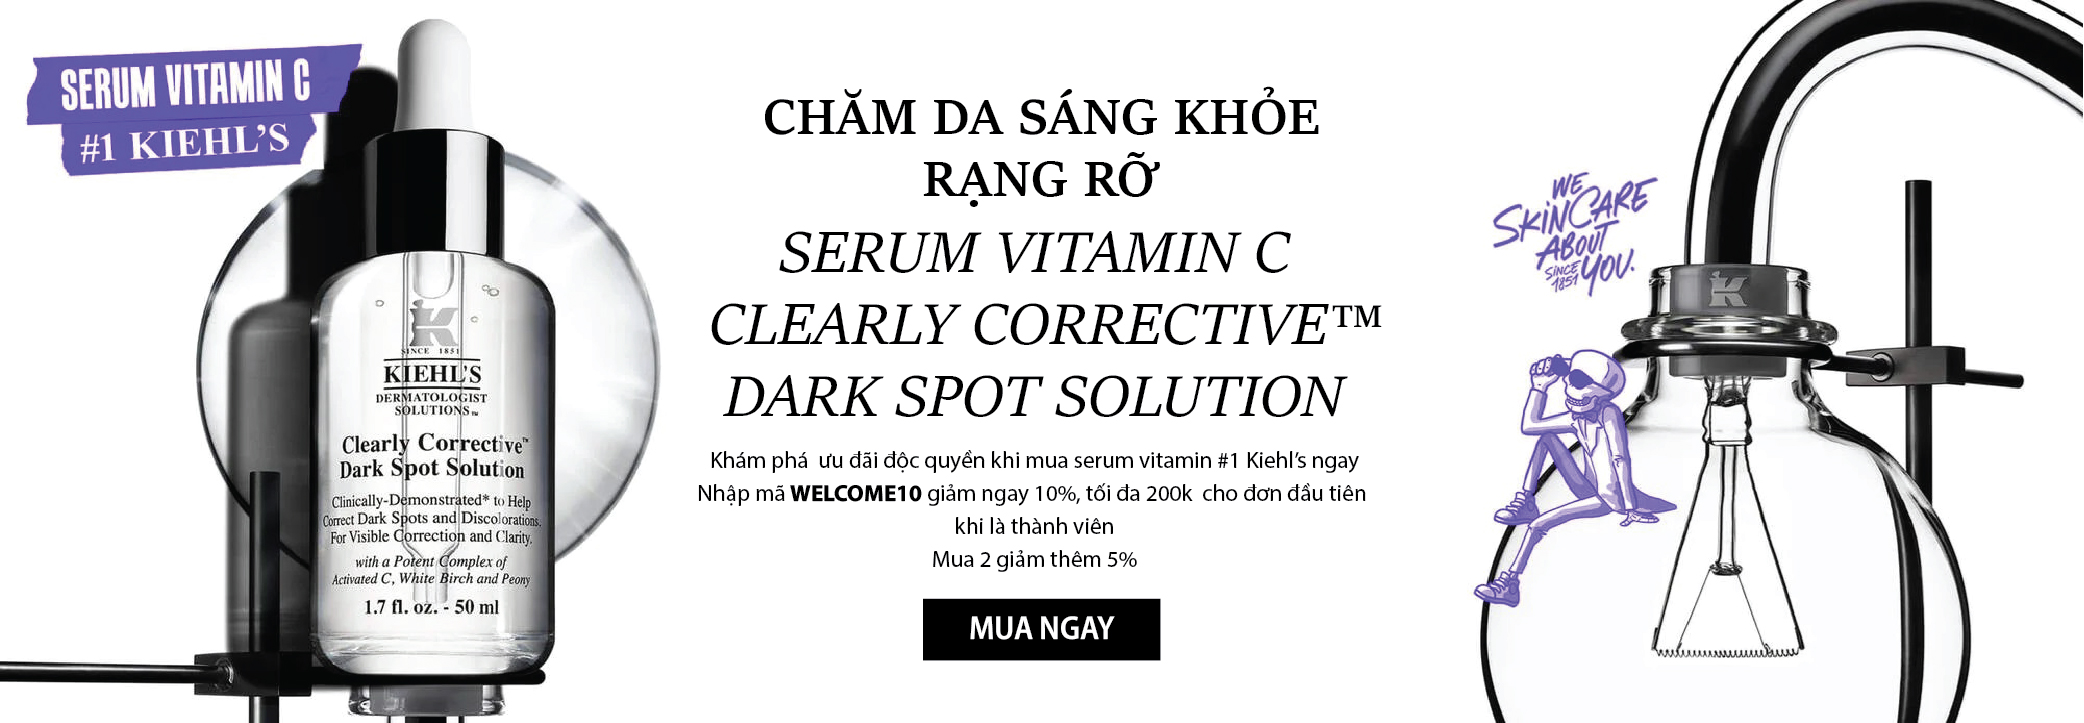 SERUM VITAMIN C
#1 KIEHL'S
K
SINCE 1851
KIEHL'S
DERMATOLOGIST
SOLUTIONS™
Clearly Corrective™
Dark Spot Solution
Clinically-Demonstrated* to Help
Correct Dark Spots and Discolorations.
For Visible Correction and Clarity.
with a Potent Complex of
Activated C, White Birch and Peony
1.7 fl. oz. - 50 ml
CHĂM DA SÁNG KHỎE
RẠNG RỠ
SERUM VITAMIN C
CLEARLY CORRECTIVE™
DARK SPOT SOLUTION
Khám phá ưu đãi độc quyền khi mua serum vitamin #1 Kiehl's ngay
Nhập mã WELCOME10 giảm ngay 10%, tối đa 200k cho đơn đầu tiên
khi là thành viên
Mua 2 giảm thêm 5%
MUA NGAY
WE
SKINCARE
ABOUT
SINCE 1851 YOU.
K